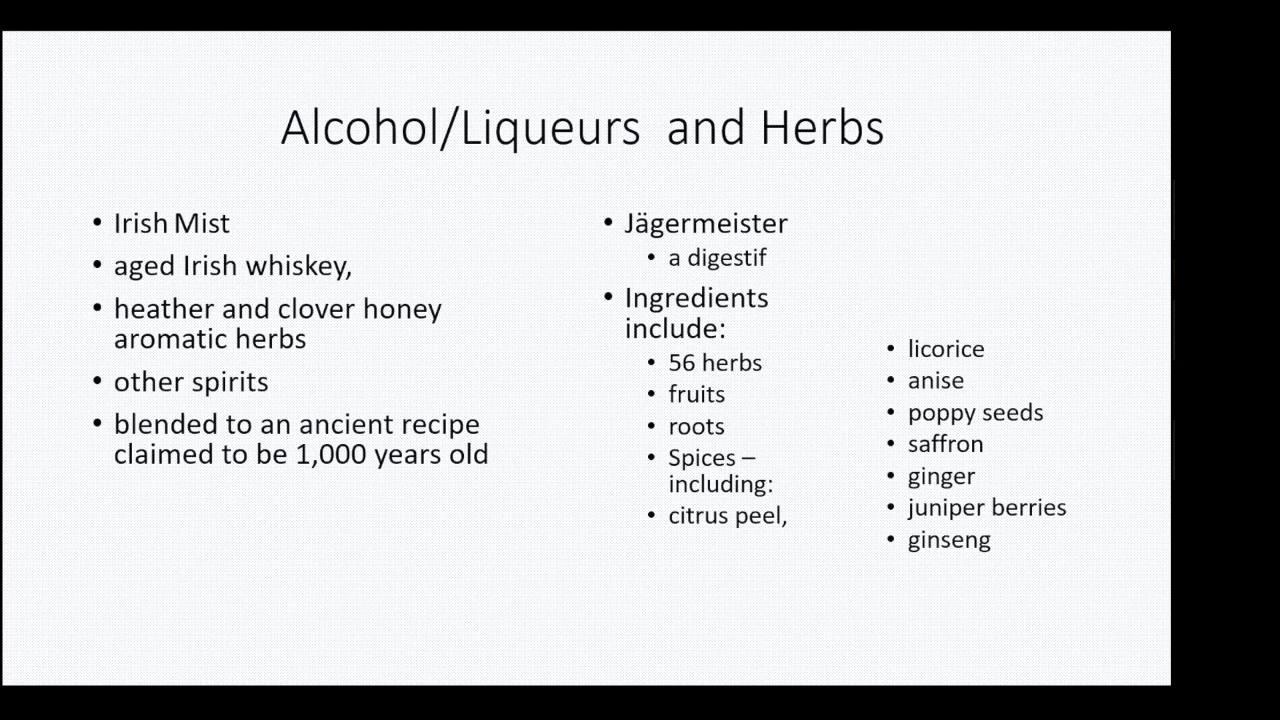 Alcohol/Liqueurs and Herbs
• Irish Mist
• aged Irish whiskey,
• heather and clover honey
aromatic herbs
• other spirits
• blended to an ancient recipe
claimed to be 1,000 years old
• Jägermeister
• a digestif
• Ingredients
include:
• 56 herbs
• fruits
• roots
• Spices –
including:
• citrus peel,
• licorice
• anise
• poppy seeds
• saffron
• ginger
• juniper berries
• ginseng